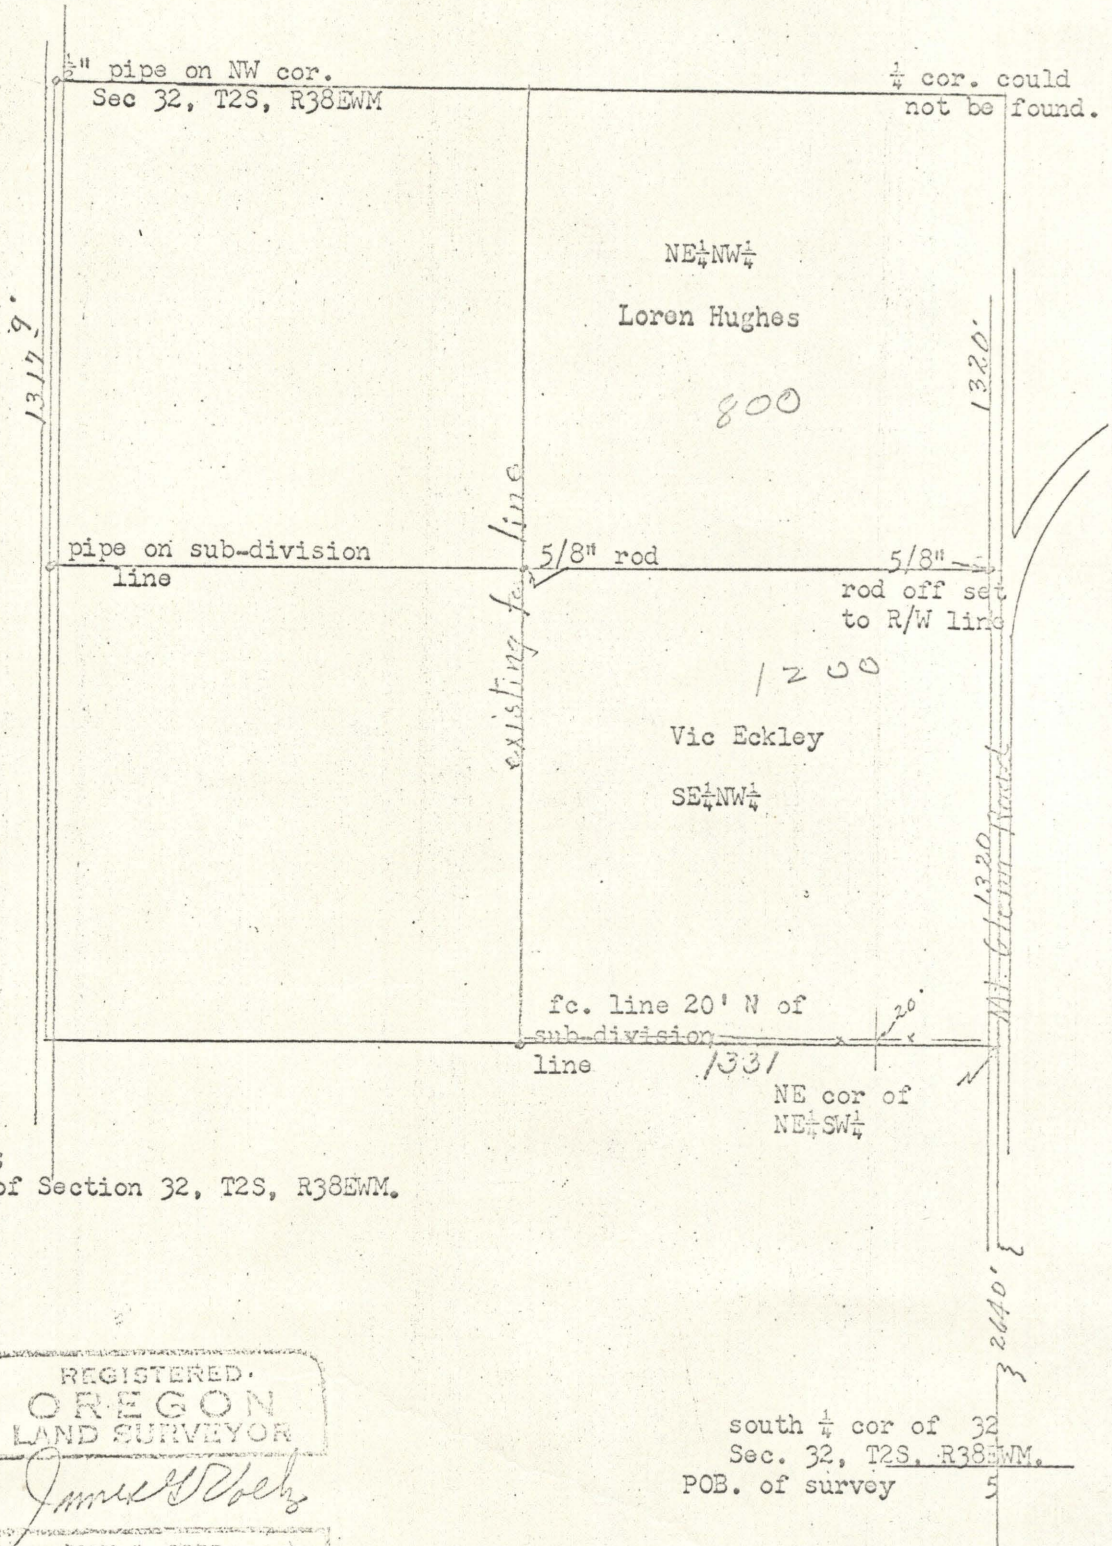 ½" pipe on NW cor.
Sec 32, T2S, R38EWM
¼ cor. could
not be found.
NE¼NW¼
Loren Hughes
800
1317.9'
1320'
existing fc. line
pipe on sub-division
line
5/8" rod
5/8"
rod off set
to R/W line
1200
Vic Eckley
SE¼NW¼
1320
Mt. Glenn Road
fc. line 20' N of
sub-division
line
1331
20'
NE cor of
NE¼SW¼
of Section 32, T2S, R38EWM.
2640'
REGISTERED
OREGON
LAND SURVEYOR
south ¼ cor of 32
Sec. 32, T2S, R38EWM.
POB. of survey 5